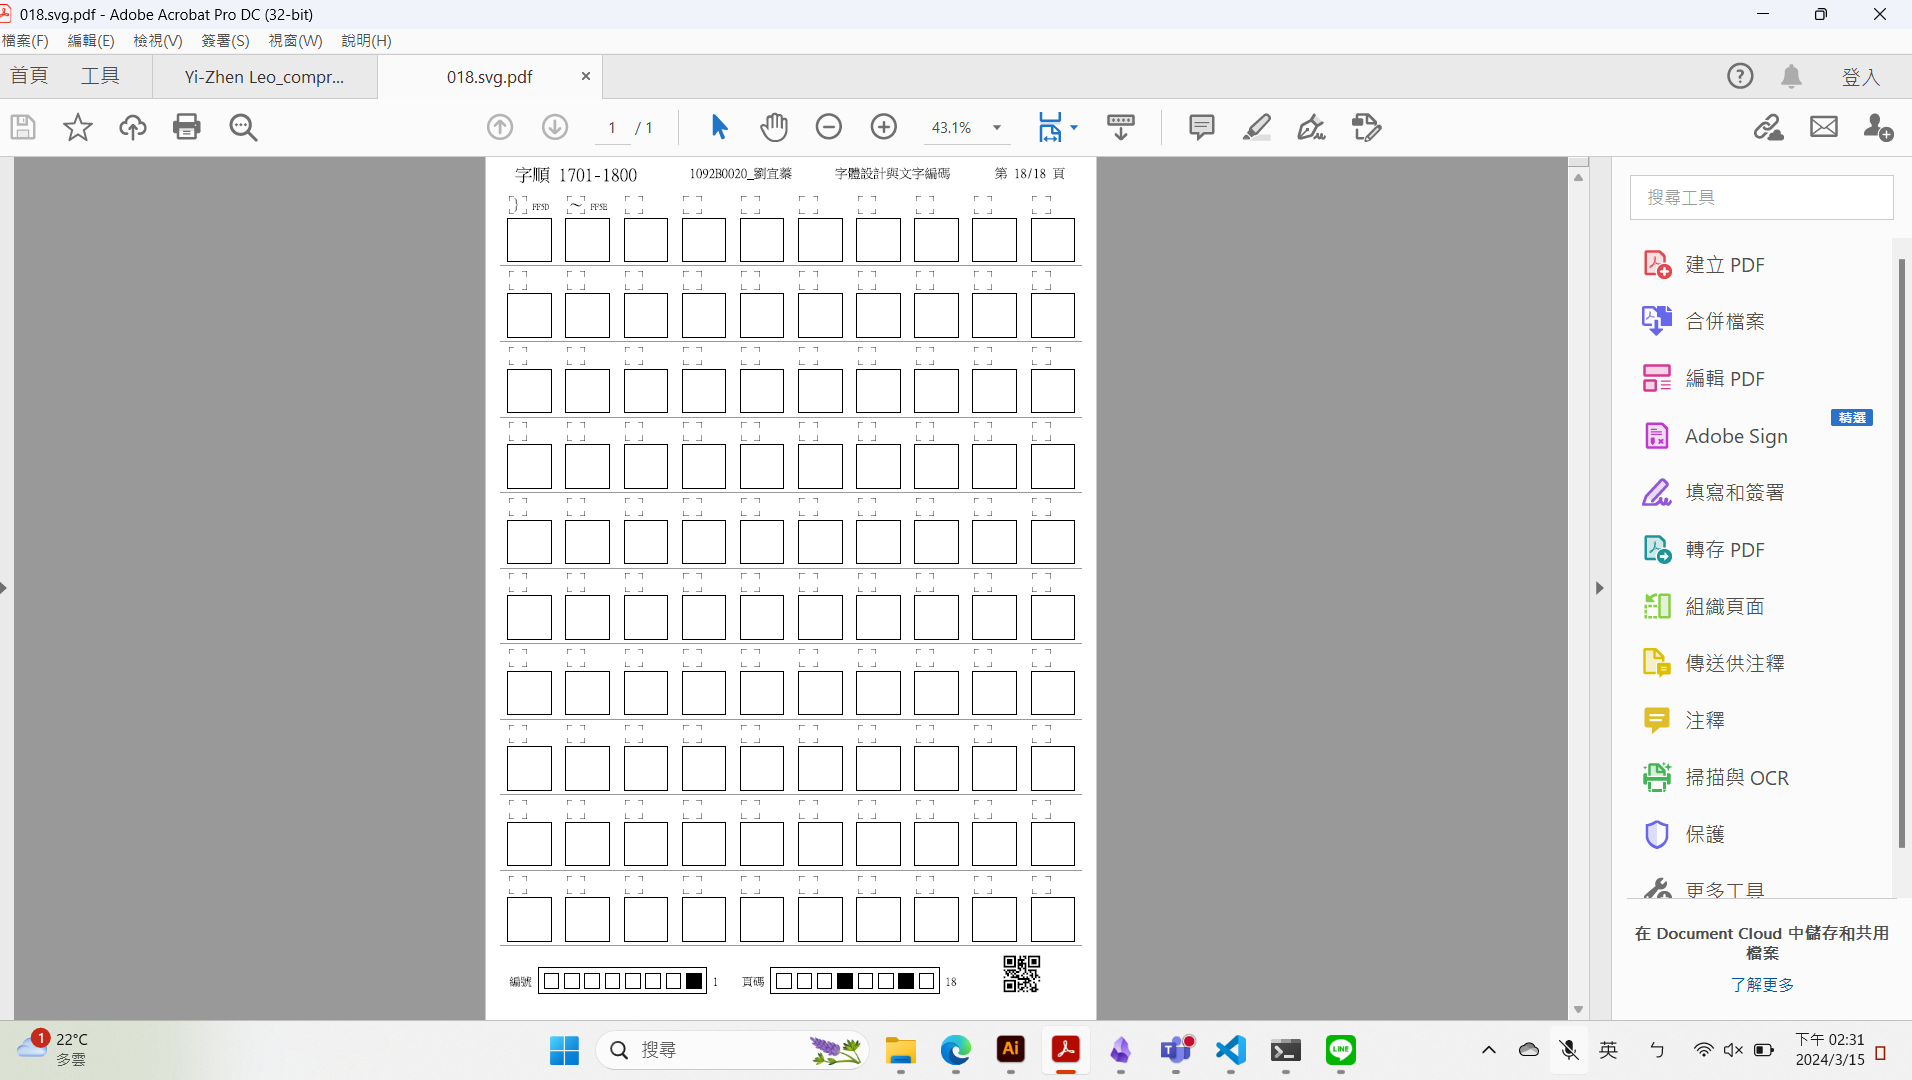 018.svg.pdf - Adobe Acrobat Pro DC (32-bit)
檔案(F) 編輯(E) 檢視(V) 簽署(S) 視窗(W) 說明(H)
首頁 工具 Yi-Zhen Leo_compr... 018.svg.pdf 登入
1 / 1 43.1%
字順 1701-1800 1092B0020_劉宜蓁 字體設計與文字編碼 第 18/18 頁
} FF5D ～ FF5E
編號 1 頁碼 18
搜尋工具
建立 PDF
合併檔案
編輯 PDF
精選
Adobe Sign
填寫和簽署
轉存 PDF
組織頁面
傳送供注釋
注釋
掃描與 OCR
保護
更多工具
在 Document Cloud 中儲存和共用
檔案
了解更多
1 22°C
多雲
搜尋
Ai
LINE
英 ㄅ
下午 02:31
2024/3/15